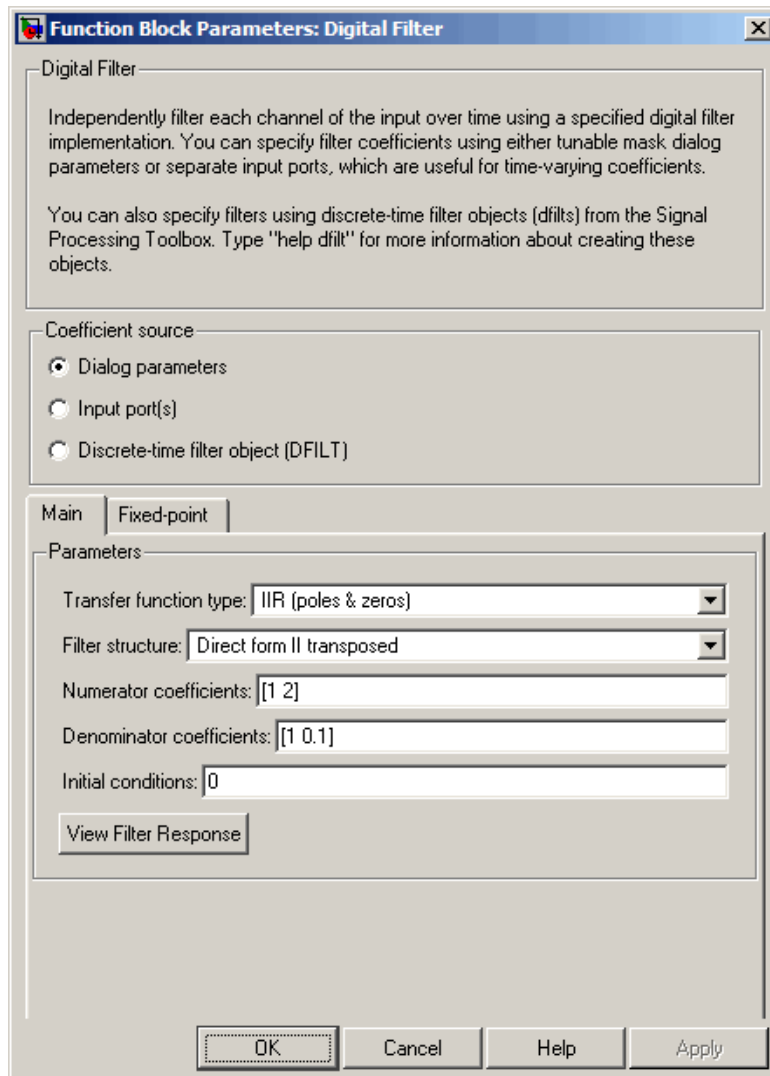 Function Block Parameters: Digital Filter
Digital Filter
Independently filter each channel of the input over time using a specified digital filter
implementation. You can specify filter coefficients using either tunable mask dialog
parameters or separate input ports, which are useful for time-varying coefficients.
You can also specify filters using discrete-time filter objects (dfilts) from the Signal
Processing Toolbox. Type "help dfilt" for more information about creating these
objects.
Coefficient source
Dialog parameters
Input port(s)
Discrete-time filter object (DFILT)
Main Fixed-point
Parameters
Transfer function type: IIR (poles & zeros)
Filter structure: Direct form II transposed
Numerator coefficients: [1 2]
Denominator coefficients: [1 0.1]
Initial conditions: 0
View Filter Response
OK Cancel Help Apply